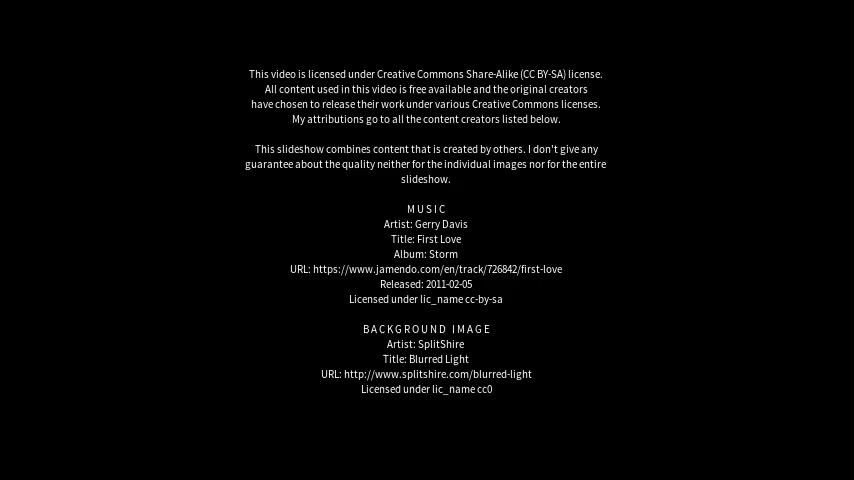 This video is licensed under Creative Commons Share-Alike (CC BY-SA) license.
All content used in this video is free available and the original creators
have chosen to release their work under various Creative Commons licenses.
My attributions go to all the content creators listed below.
This slideshow combines content that is created by others. I don't give any
guarantee about the quality neither for the individual images nor for the entire
slideshow.
MUSIC
Artist: Gerry Davis
Title: First Love
Album: Storm
URL: https://www.jamendo.com/en/track/726842/first-love
Released: 2011-02-05
Licensed under lic_name cc-by-sa
BACKGROUND IMAGE
Artist: SplitShire
Title: Blurred Light
URL: http://www.splitshire.com/blurred-light
Licensed under lic_name cc0